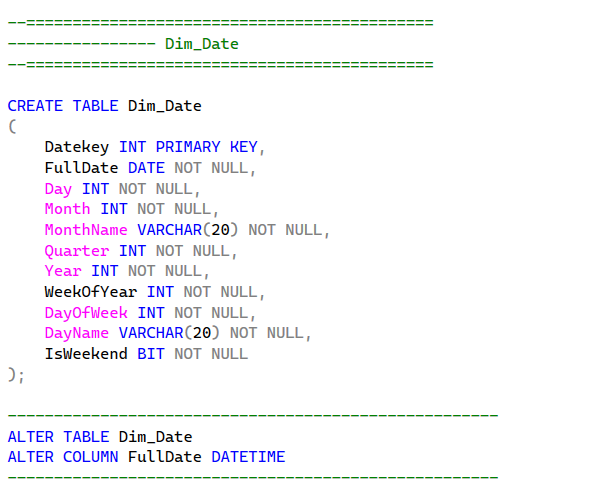 --============================================
---------------- Dim_Date
--============================================
CREATE TABLE Dim_Date
(
    Datekey INT PRIMARY KEY,
    FullDate DATE NOT NULL,
    Day INT NOT NULL,
    Month INT NOT NULL,
    MonthName VARCHAR(20) NOT NULL,
    Quarter INT NOT NULL,
    Year INT NOT NULL,
    WeekOfYear INT NOT NULL,
    DayOfWeek INT NOT NULL,
    DayName VARCHAR(20) NOT NULL,
    IsWeekend BIT NOT NULL
);
-----------------------------------------------------
ALTER TABLE Dim_Date
ALTER COLUMN FullDate DATETIME
-----------------------------------------------------